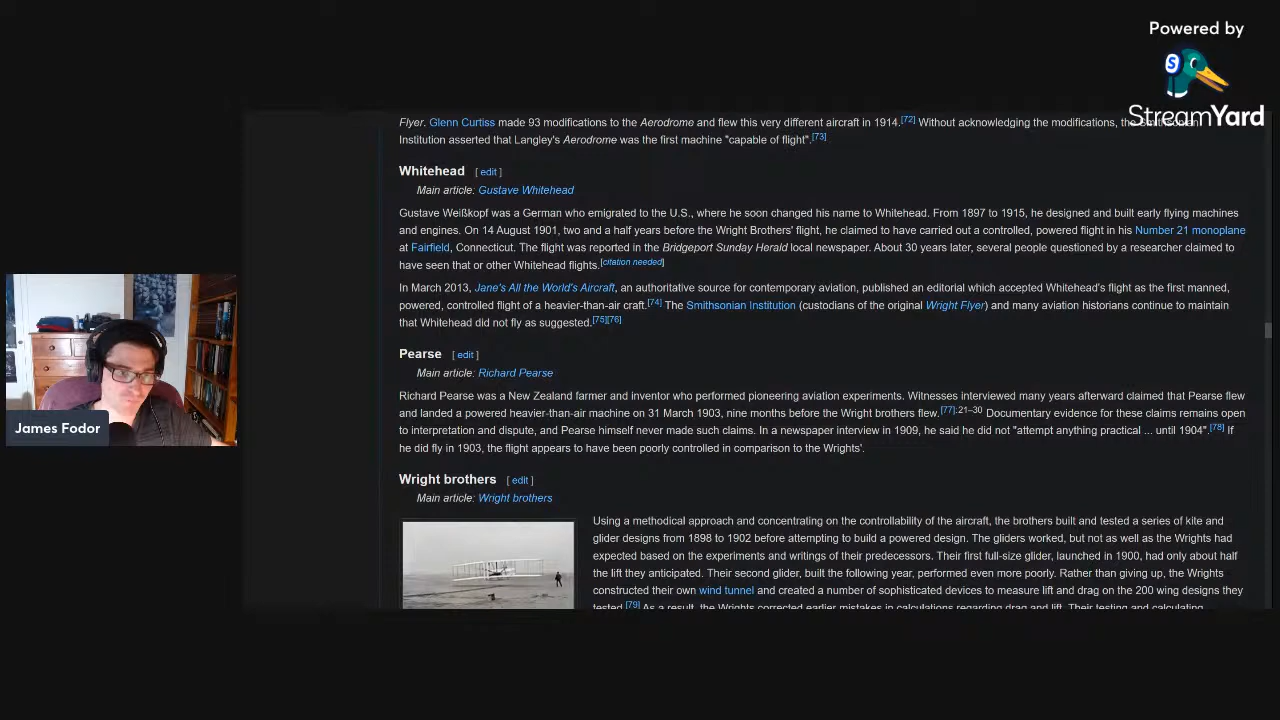 Powered by
StreamYard
Flyer. Glenn Curtiss made 93 modifications to the Aerodrome and flew this very different aircraft in 1914.[72] Without acknowledging the modifications, the Smithsonian
Institution asserted that Langley's Aerodrome was the first machine "capable of flight".[73]
Whitehead [ edit ]
Main article: Gustave Whitehead
Gustave Weißkopf was a German who emigrated to the U.S., where he soon changed his name to Whitehead. From 1897 to 1915, he designed and built early flying machines
and engines. On 14 August 1901, two and a half years before the Wright Brothers' flight, he claimed to have carried out a controlled, powered flight in his Number 21 monoplane
at Fairfield, Connecticut. The flight was reported in the Bridgeport Sunday Herald local newspaper. About 30 years later, several people questioned by a researcher claimed to
have seen that or other Whitehead flights.[citation needed]
In March 2013, Jane's All the World's Aircraft, an authoritative source for contemporary aviation, published an editorial which accepted Whitehead's flight as the first manned,
powered, controlled flight of a heavier-than-air craft.[74] The Smithsonian Institution (custodians of the original Wright Flyer) and many aviation historians continue to maintain
that Whitehead did not fly as suggested.[75][76]
Pearse [ edit ]
Main article: Richard Pearse
Richard Pearse was a New Zealand farmer and inventor who performed pioneering aviation experiments. Witnesses interviewed many years afterward claimed that Pearse flew
and landed a powered heavier-than-air machine on 31 March 1903, nine months before the Wright brothers flew.[77]:21–30 Documentary evidence for these claims remains open
to interpretation and dispute, and Pearse himself never made such claims. In a newspaper interview in 1909, he said he did not "attempt anything practical ... until 1904".[78] If
he did fly in 1903, the flight appears to have been poorly controlled in comparison to the Wrights'.
James Fodor
Wright brothers [ edit ]
Main article: Wright brothers
Using a methodical approach and concentrating on the controllability of the aircraft, the brothers built and tested a series of kite and
glider designs from 1898 to 1902 before attempting to build a powered design. The gliders worked, but not as well as the Wrights had
expected based on the experiments and writings of their predecessors. Their first full-size glider, launched in 1900, had only about half
the lift they anticipated. Their second glider, built the following year, performed even more poorly. Rather than giving up, the Wrights
constructed their own wind tunnel and created a number of sophisticated devices to measure lift and drag on the 200 wing designs they
tested.[79] As a result, the Wrights corrected earlier mistakes in calculations regarding drag and lift. Their testing and calculating